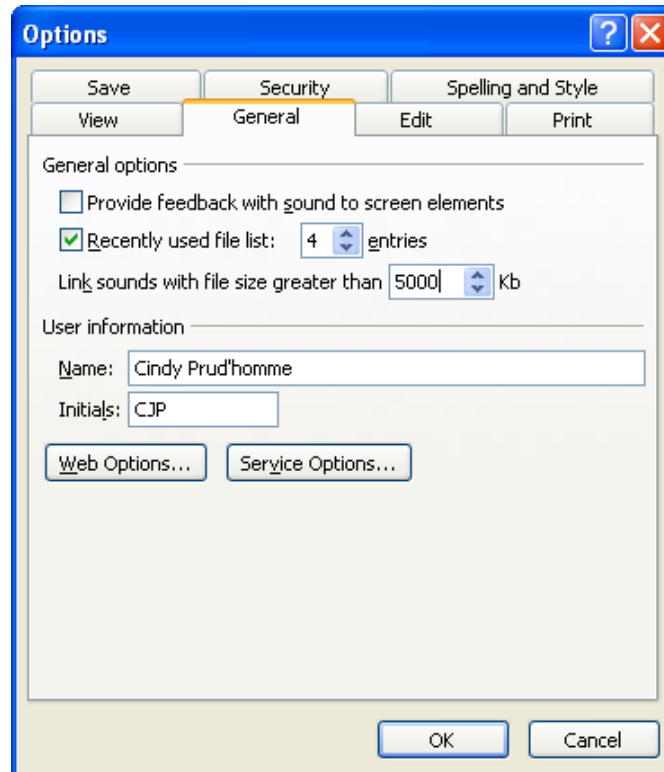 Options
Save Security Spelling and Style
View General Edit Print
General options
Provide feedback with sound to screen elements
Recently used file list: 4 entries
Link sounds with file size greater than 5000 Kb
User information
Name: Cindy Prud'homme
Initials: CJP
Web Options... Service Options...
OK Cancel